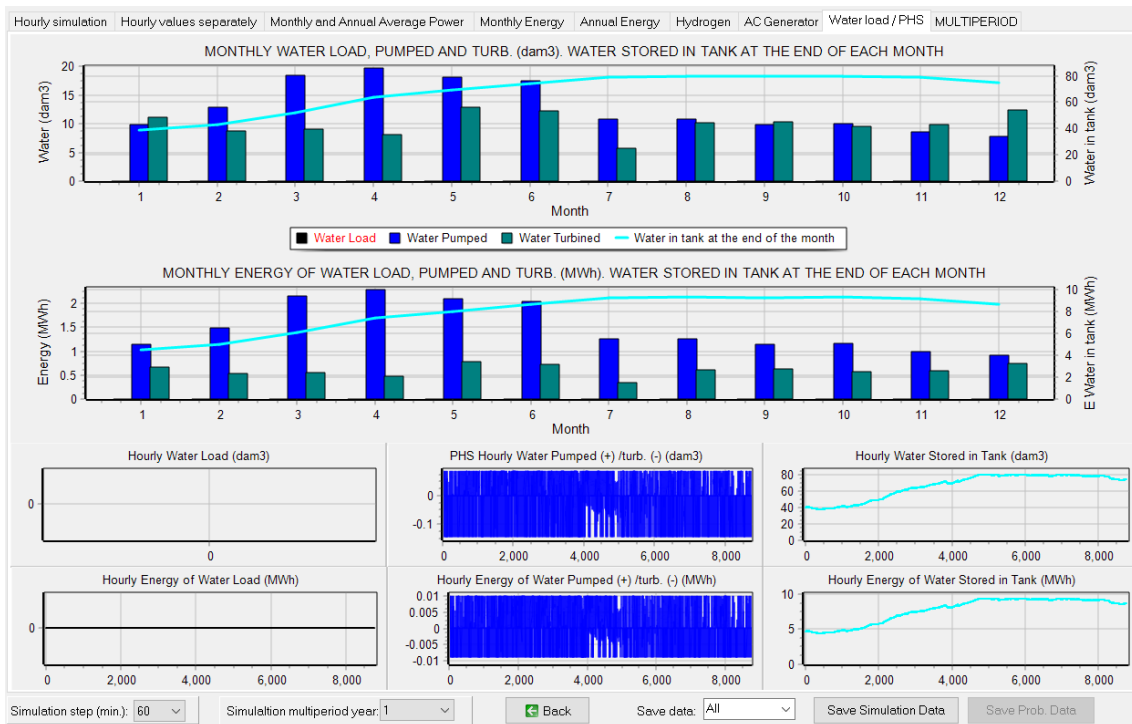 Hourly simulation Hourly values separately Monthly and Annual Average Power Monthly Energy Annual Energy Hydrogen AC Generator Water load / PHS MULTIPERIOD
MONTHLY WATER LOAD, PUMPED AND TURB. (dam3). WATER STORED IN TANK AT THE END OF EACH MONTH
Water (dam3)
20
15
10
5
0
80
60
40
20
0
Water in tank (dam3)
1 2 3 4 5 6 7 8 9 10 11 12
Month
Water Load Water Pumped Water Turbined Water in tank at the end of the month
MONTHLY ENERGY OF WATER LOAD, PUMPED AND TURB. (MWh). WATER STORED IN TANK AT THE END OF EACH MONTH
Energy (MWh)
2
1.5
1
0.5
0
10
8
6
4
2
0
E Water in tank (MWh)
1 2 3 4 5 6 7 8 9 10 11 12
Month
Hourly Water Load (dam3)
0
0
PHS Hourly Water Pumped (+) /turb. (-) (dam3)
0
-0.1
0 2,000 4,000 6,000 8,000
Hourly Water Stored in Tank (dam3)
80
60
40
20
0
0 2,000 4,000 6,000 8,000
Hourly Energy of Water Load (MWh)
0
0 2,000 4,000 6,000 8,000
Hourly Energy of Water Pumped (+) /turb. (-) (MWh)
0.01
0.005
0
-0.005
-0.01
0 2,000 4,000 6,000 8,000
Hourly Energy of Water Stored in Tank (MWh)
10
5
0
0 2,000 4,000 6,000 8,000
Simulation step (min.): 60 Simulaltion multiperiod year: 1 Back Save data: All Save Simulation Data Save Prob. Data